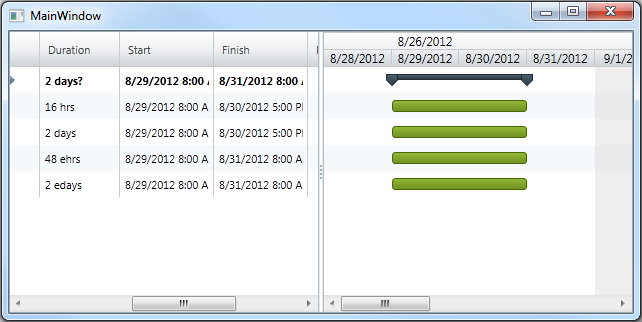 MainWindow
Duration Start Finish
8/26/2012
8/28/2012 8/29/2012 8/30/2012 8/31/2012 9/1/2
2 days? 8/29/2012 8:00 A 8/31/2012 8:00 A
16 hrs 8/29/2012 8:00 A 8/30/2012 5:00 P
2 days 8/29/2012 8:00 A 8/30/2012 5:00 P
48 ehrs 8/29/2012 8:00 A 8/31/2012 8:00 A
2 edays 8/29/2012 8:00 A 8/31/2012 8:00 A